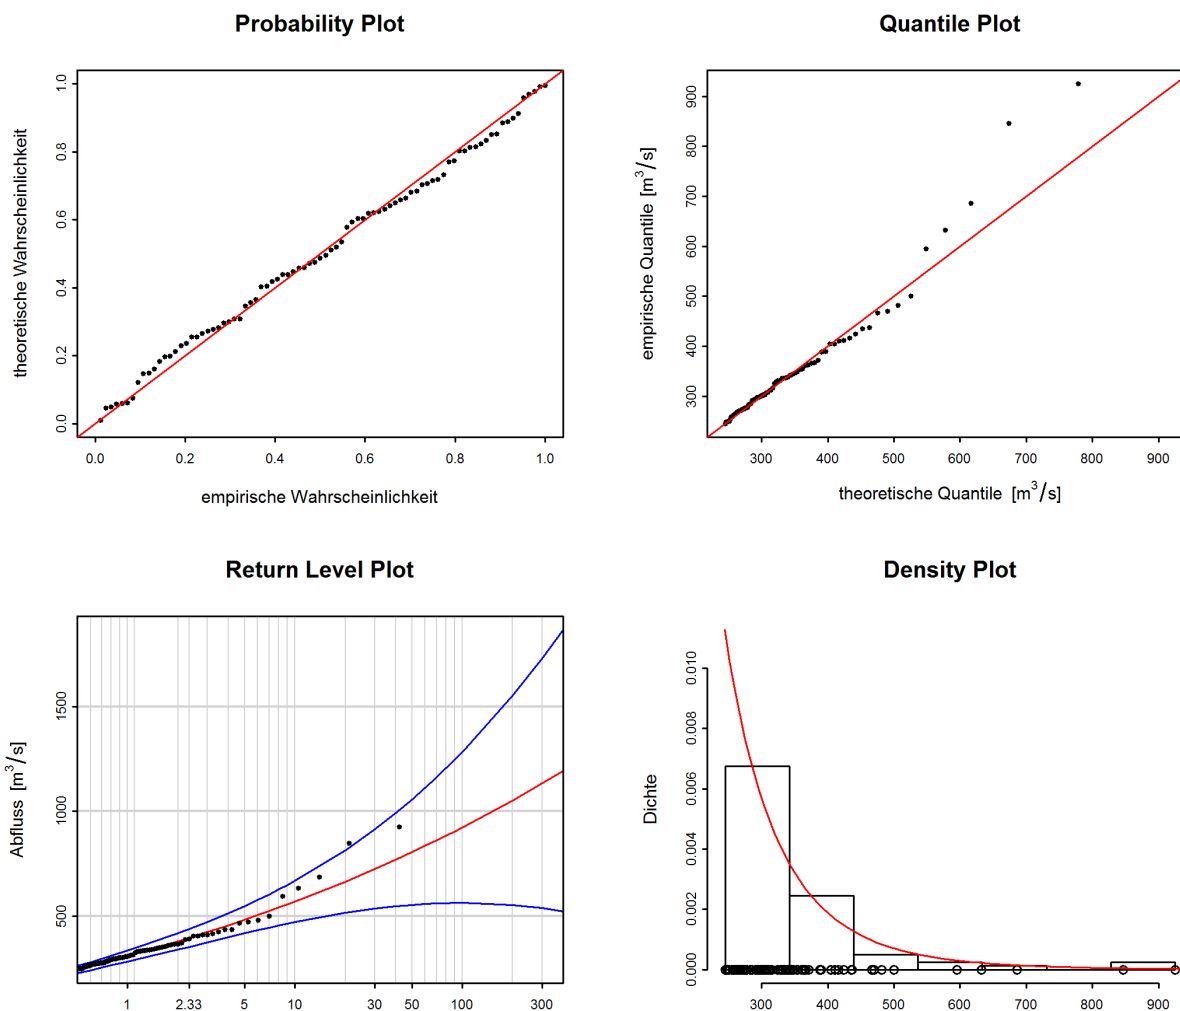 Probability Plot
theoretische Wahrscheinlichkeit
1.0
0.8
0.6
0.4
0.2
0.0
0.0 0.2 0.4 0.6 0.8 1.0
empirische Wahrscheinlichkeit
Quantile Plot
empirische Quantile [m³/s]
900
800
700
600
500
400
300
300 400 500 600 700 800 900
theoretische Quantile [m³/s]
Return Level Plot
Abfluss [m³/s]
1500
1000
500
1 2.33 5 10 30 50 100 300
Density Plot
Dichte
0.010
0.008
0.006
0.004
0.002
0.000
300 400 500 600 700 800 900